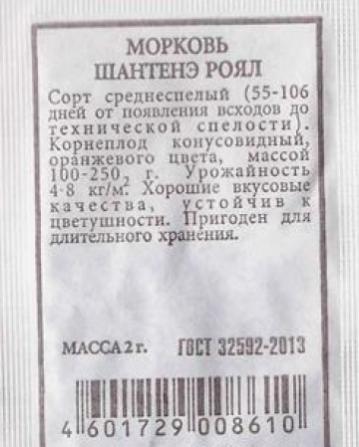 МОРКОВЬ
ШАНТЕНЭ РОЯЛ
Сорт среднеспелый (55-106
дней от появления всходов до
технической спелости).
Корнеплод конусовидный,
оранжевого цвета, массой
100-250 г. Урожайность
4-8 кг/м². Хорошие вкусовые
качества, устойчив к
цветушности. Пригоден для
длительного хранения.
МАССА 2 г. ГОСТ 32592-2013
4 601729 008610